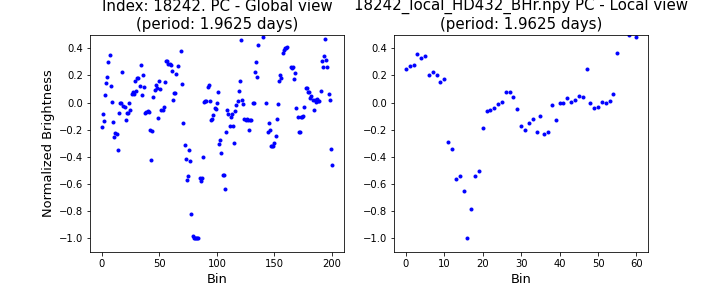 Index: 18242. PC - Global view
(period: 1.9625 days)
18242_local_HD432_BHr.npy PC - Local view
(period: 1.9625 days)
Normalized Brightness
0.4
0.2
0.0
−0.2
−0.4
−0.6
−0.8
−1.0
0 50 100 150 200
Bin
0.4
0.2
0.0
−0.2
−0.4
−0.6
−0.8
−1.0
0 10 20 30 40 50 60
Bin